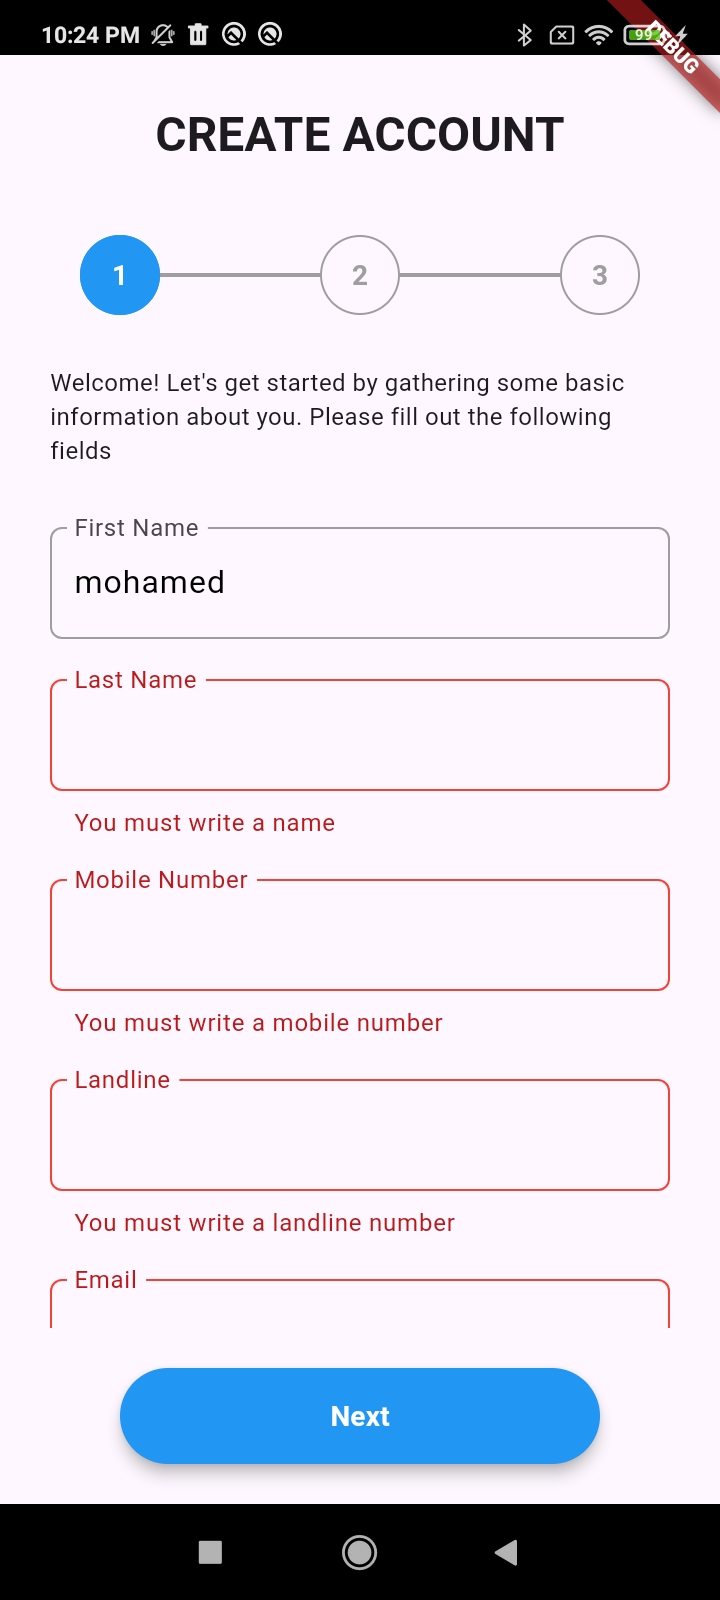 10:24 PM
99
DEBUG
CREATE ACCOUNT
1
2
3
Welcome! Let's get started by gathering some basic
information about you. Please fill out the following
fields
First Name
mohamed
Last Name
You must write a name
Mobile Number
You must write a mobile number
Landline
You must write a landline number
Email
Next